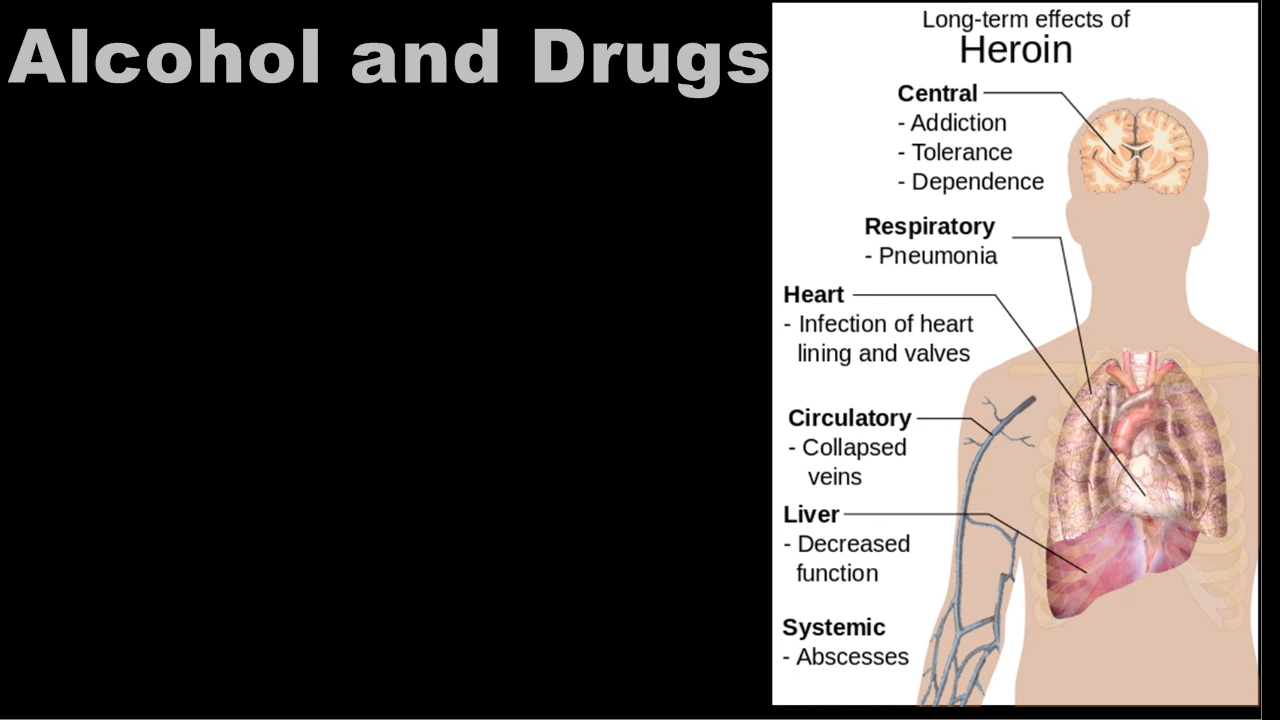 Alcohol and Drugs
Long-term effects of
Heroin
Central
- Addiction
- Tolerance
- Dependence
Respiratory
- Pneumonia
Heart
- Infection of heart
lining and valves
Circulatory
- Collapsed
veins
Liver
- Decreased
function
Systemic
- Abscesses